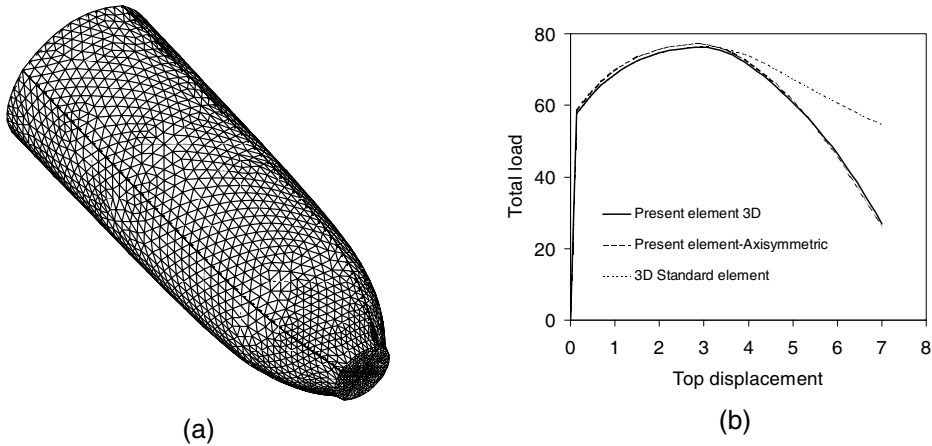 (a)
Total load
80
60
40
20
0
Present element 3D
Present element-Axisymmetric
3D Standard element
0 1 2 3 4 5 6 7 8
Top displacement
(b)